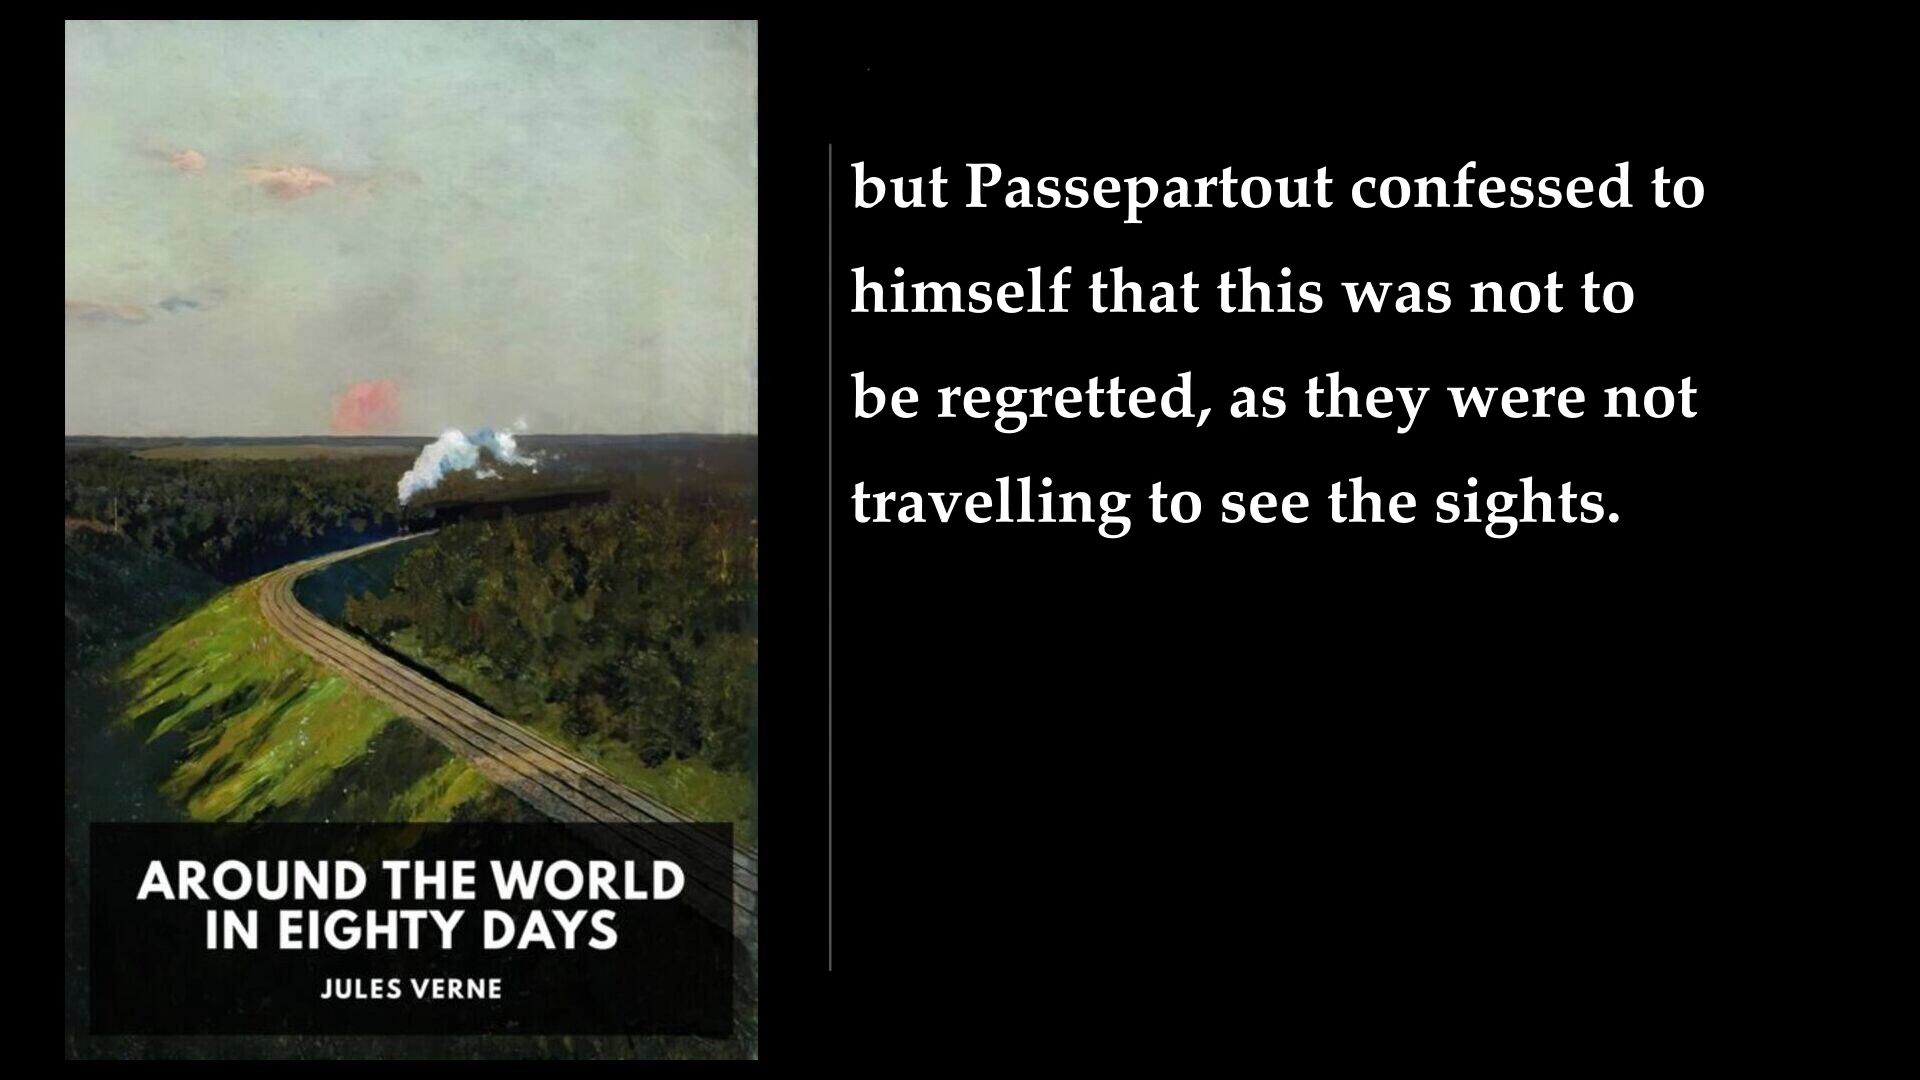 but Passepartout confessed to
himself that this was not to
be regretted, as they were not
travelling to see the sights.
AROUND THE WORLD
IN EIGHTY DAYS
JULES VERNE